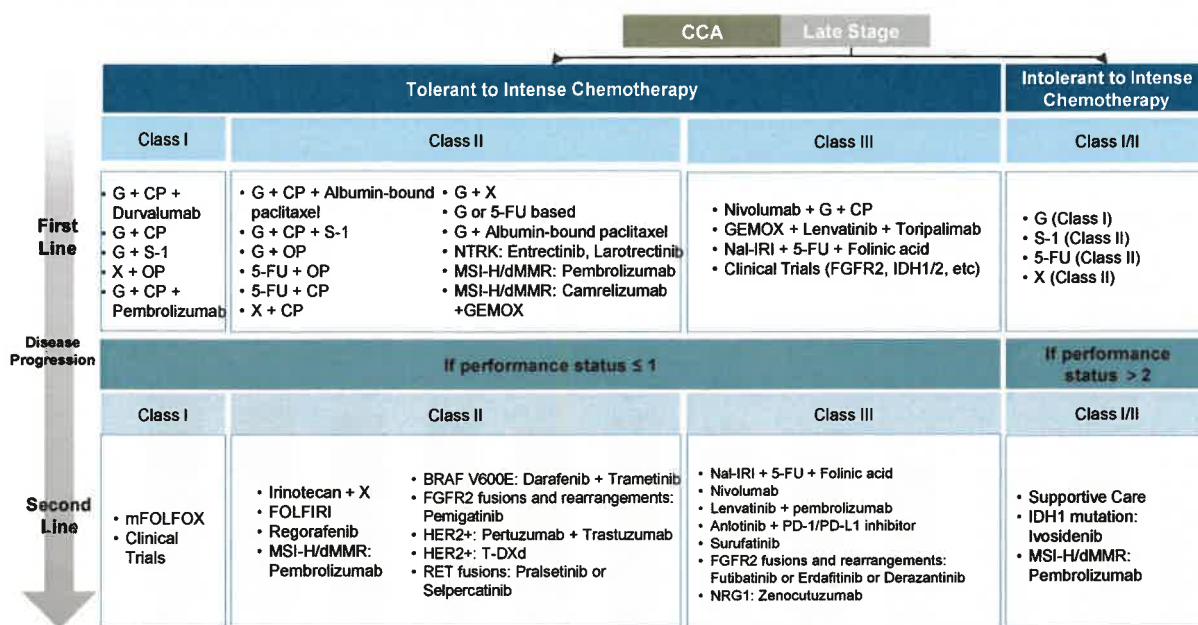 CCA
Late Stage
Tolerant to Intense Chemotherapy
Intolerant to Intense
Chemotherapy
Class I
Class II
Class III
Class I/II
First
Line
• G + CP +
Durvalumab
• G + CP
• G + S-1
• X + OP
• G + CP +
Pembrolizumab
• G + CP + Albumin-bound
paclitaxel
• G + CP + S-1
• G + OP
• 5-FU + OP
• 5-FU + CP
• X + CP
• G + X
• G or 5-FU based
• G + Albumin-bound paclitaxel
• NTRK: Entrectinib, Larotrectinib
• MSI-H/dMMR: Pembrolizumab
• MSI-H/dMMR: Camrelizumab
+GEMOX
• Nivolumab + G + CP
• GEMOX + Lenvatinib + Toripalimab
• Nal-IRI + 5-FU + Folinic acid
• Clinical Trials (FGFR2, IDH1/2, etc)
• G (Class I)
• S-1 (Class II)
• 5-FU (Class II)
• X (Class II)
Disease
Progression
If performance status ≤ 1
If performance
status > 2
Class I
Class II
Class III
Class I/II
Second
Line
• mFOLFOX
• Clinical
Trials
• Irinotecan + X
• FOLFIRI
• Regorafenib
• MSI-H/dMMR:
Pembrolizumab
• BRAF V600E: Darafenib + Trametinib
• FGFR2 fusions and rearrangements:
Pemigatinib
• HER2+: Pertuzumab + Trastuzumab
• HER2+: T-DXd
• RET fusions: Pralsetinib or
Selpercatinib
• Nal-IRI + 5-FU + Folinic acid
• Nivolumab
• Lenvatinib + pembrolizumab
• Anlotinib + PD-1/PD-L1 inhibitor
• Surufatinib
• FGFR2 fusions and rearrangements:
Futibatinib or Erdafitinib or Derazantinib
• NRG1: Zenocutuzumab
• Supportive Care
• IDH1 mutation:
Ivosidenib
• MSI-H/dMMR:
Pembrolizumab